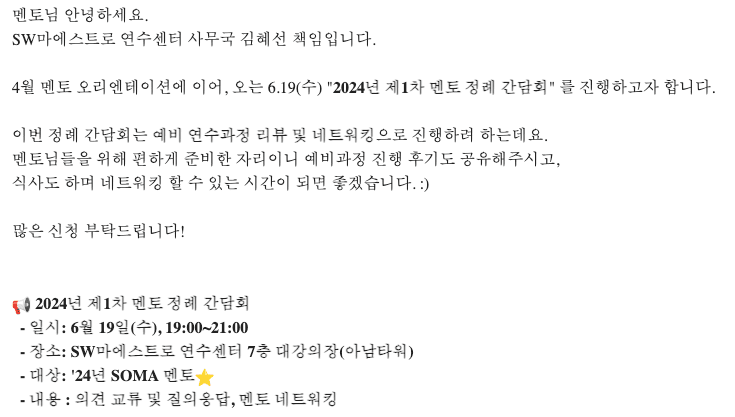 멘토님 안녕하세요.
SW마에스트로 연수센터 사무국 김혜선 책임입니다.
4월 멘토 오리엔테이션에 이어, 오는 6.19(수) "2024년 제1차 멘토 정례 간담회" 를 진행하고자 합니다.
이번 정례 간담회는 예비 연수과정 리뷰 및 네트워킹으로 진행하려 하는데요.
멘토님들을 위해 편하게 준비한 자리이니 예비과정 진행 후기도 공유해주시고,
식사도 하며 네트워킹 할 수 있는 시간이 되면 좋겠습니다. :)
많은 신청 부탁드립니다!
📢 2024년 제1차 멘토 정례 간담회
- 일시: 6월 19일(수), 19:00~21:00
- 장소: SW마에스트로 연수센터 7층 대강의장(아남타워)
- 대상: '24년 SOMA 멘토⭐
- 내용 : 의견 교류 및 질의응답, 멘토 네트워킹